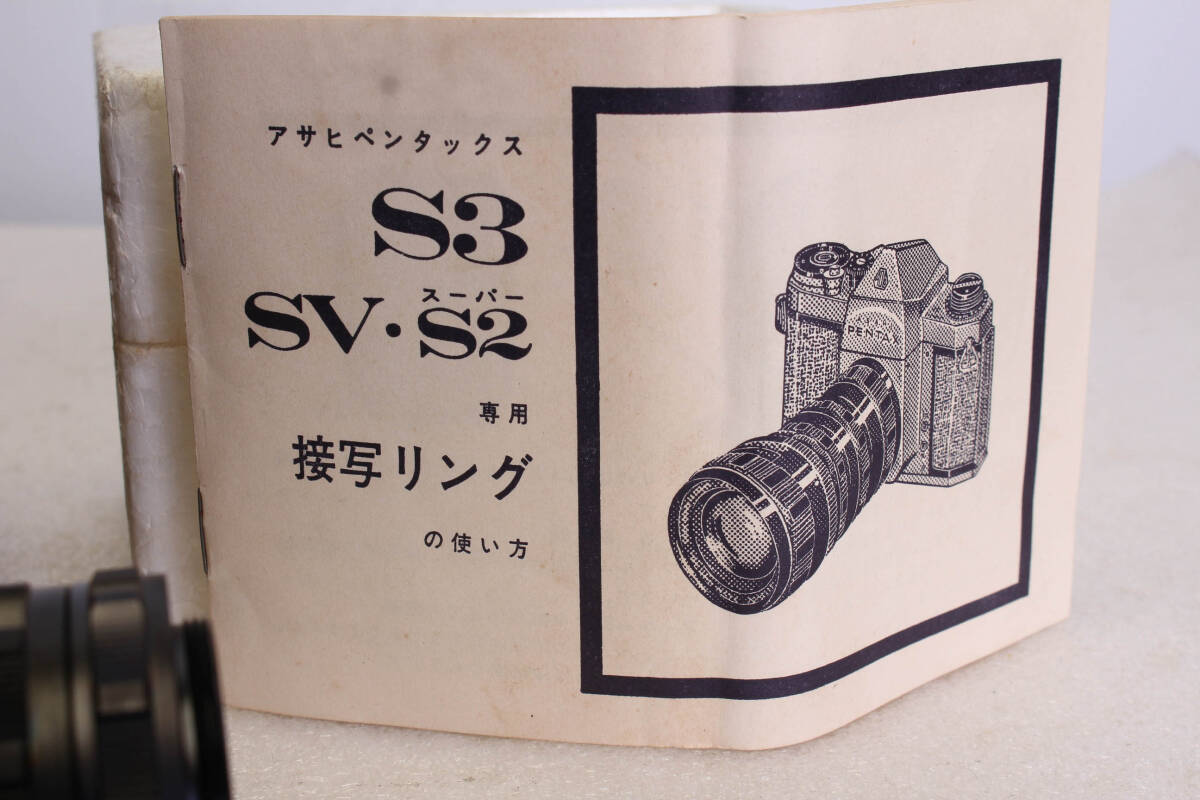 アサヒペンタックス
S3
スーパー
SV・S2
専用
接写リング
の使い方
PENTAX